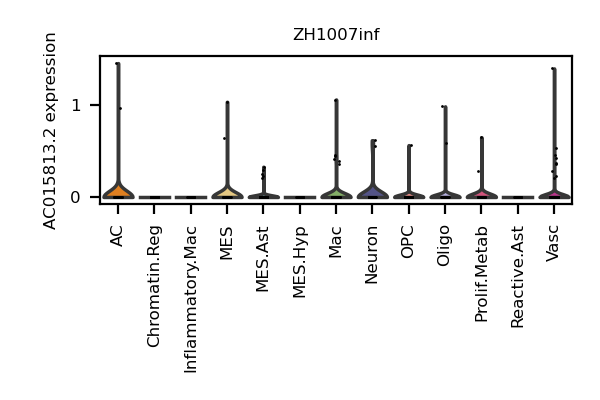 ZH1007inf
AC015813.2 expression
1
0
AC
Chromatin.Reg
Inflammatory.Mac
MES
MES.Ast
MES.Hyp
Mac
Neuron
OPC
Oligo
Prolif.Metab
Reactive.Ast
Vasc